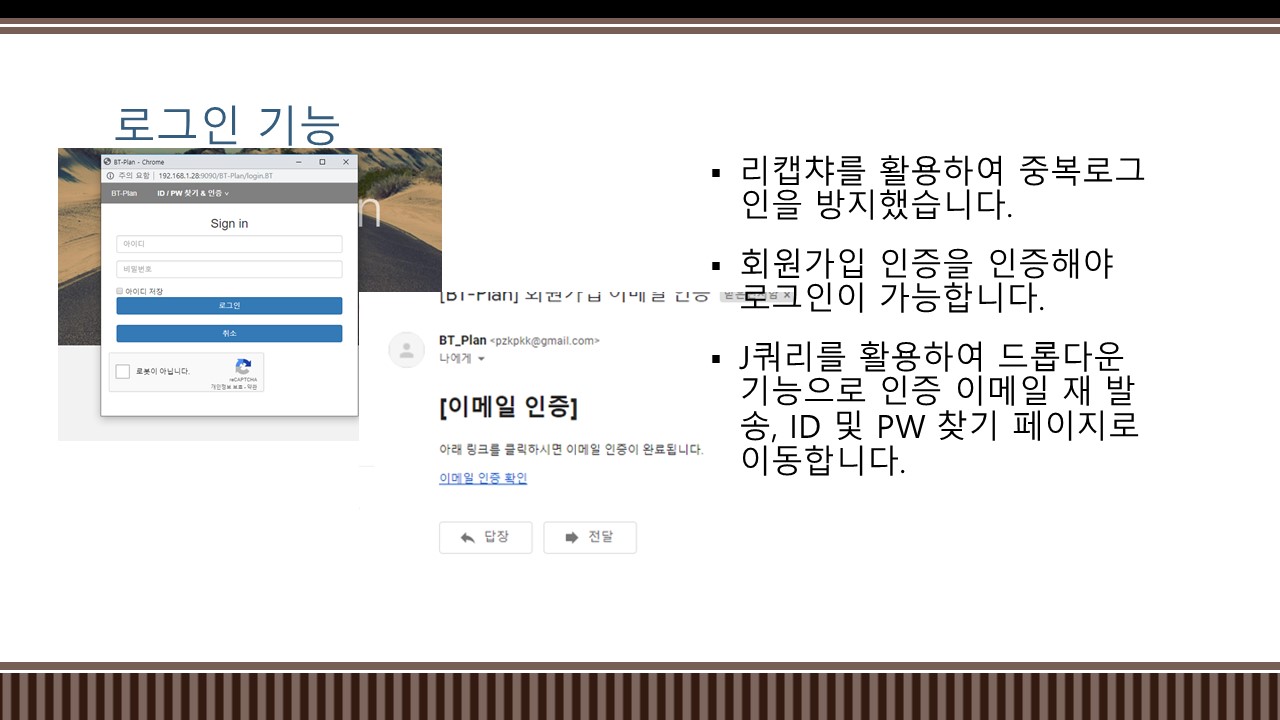 로그인 기능
BT-Plan - Chrome
주의 요함 | 192.168.1.28:9090/BT-Plan/login.BT
BT-Plan ID / PW 찾기 & 인증
n
Sign in
아이디
비밀번호
아이디 저장
로그인
취소
로봇이 아닙니다.
reCAPTCHA
개인정보 보호 - 약관
[BT-Plan] 회원가입 이메일 인증
BT_Plan <pzkpkk@gmail.com>
나에게
[이메일 인증]
아래 링크를 클릭하시면 이메일 인증이 완료됩니다.
이메일 인증 확인
답장 전달
▪ 리캡챠를 활용하여 중복로그
인을 방지했습니다.
▪ 회원가입 인증을 인증해야
로그인이 가능합니다.
▪ J쿼리를 활용하여 드롭다운
기능으로 인증 이메일 재 발
송, ID 및 PW 찾기 페이지로
이동합니다.